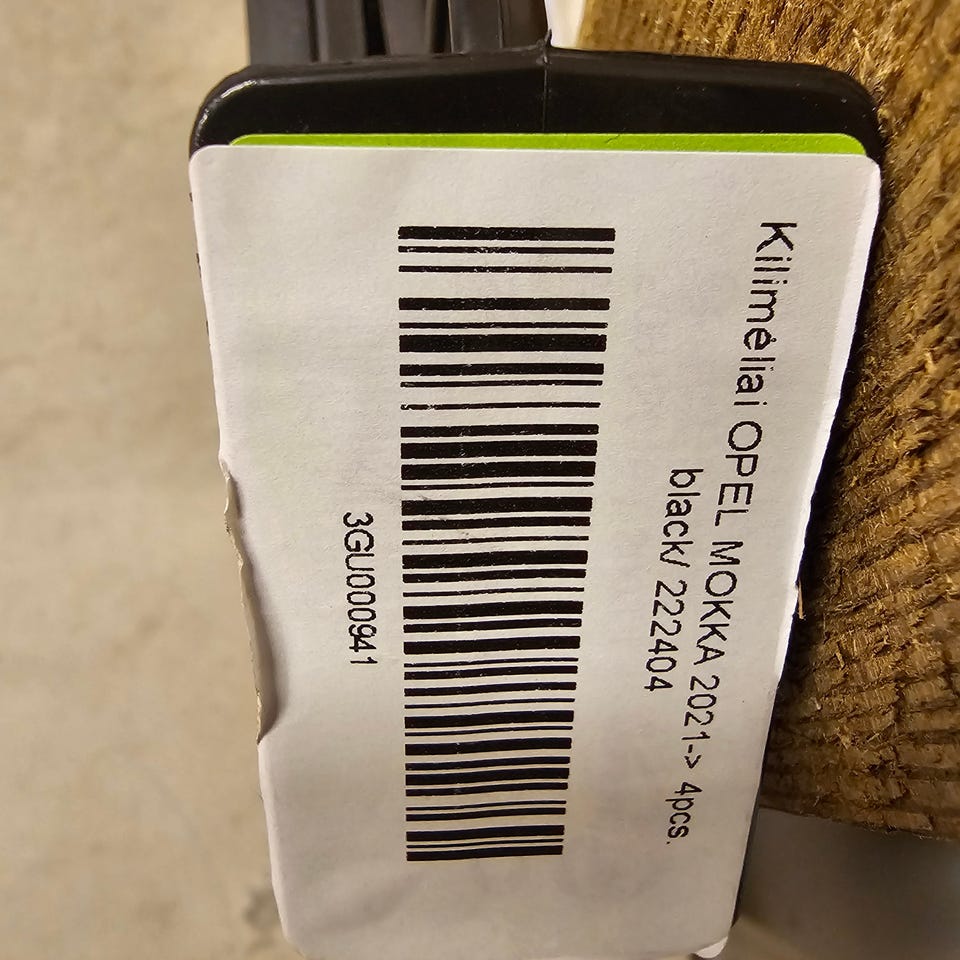 Kilimėliai OPEL MOKKA 2021-> 4pcs.
black/ 222404
3GU000941